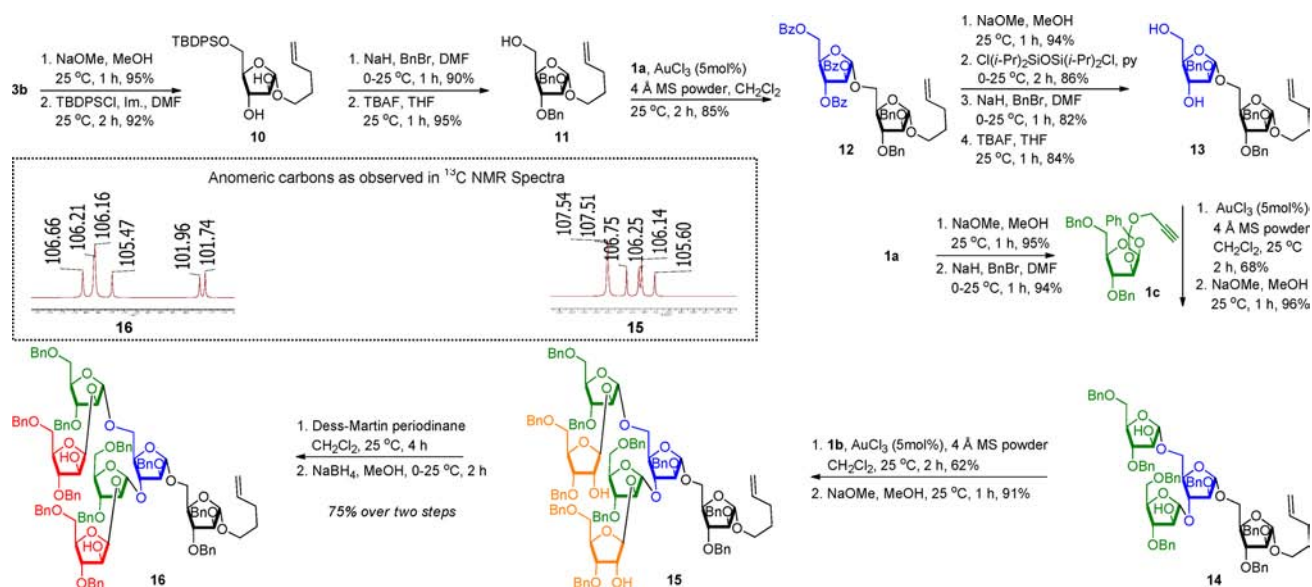 3b
1. NaOMe, MeOH
25 °C, 1 h, 95%
2. TBDPSCl, Im., DMF
25 °C, 2 h, 92%
TBDPSO
O
HO
O
HO
10
1. NaH, BnBr, DMF
0-25 °C, 1 h, 90%
2. TBAF, THF
25 °C, 1 h, 95%
HO
O
BnO
O
OBn
11
1a, AuCl3 (5mol%)
4 Å MS powder, CH2Cl2
25 °C, 2 h, 85%
BzO
O
BzO
O
OBz
O
BnO
O
OBn
12
1. NaOMe, MeOH
25 °C, 1 h, 94%
2. Cl(i-Pr)2SiOSi(i-Pr)2Cl, py
0-25 °C, 2 h, 86%
3. NaH, BnBr, DMF
0-25 °C, 1 h, 82%
4. TBAF, THF
25 °C, 1 h, 84%
HO
O
BnO
O
OH
O
BnO
O
OBn
13
Anomeric carbons as observed in 13C NMR Spectra
106.66
106.21
106.16
105.47
101.96
101.74
16
107.54
107.51
106.75
106.25
106.14
105.60
15
1a
1. NaOMe, MeOH
25 °C, 1 h, 95%
2. NaH, BnBr, DMF
0-25 °C, 1 h, 94%
BnO
Ph
O
O
O
O
OBn
1c
1. AuCl3 (5mol%)
4 Å MS powder
CH2Cl2, 25 °C
2 h, 68%
2. NaOMe, MeOH
25 °C, 1 h, 96%
BnO
O
O
BnO
O
BnO
O
BnO
O
HO
O
BnO
O
OBn
BnO
O
BnO
O
O
HO
OBn
O
BnO
O
OBn
16
1. Dess-Martin periodinane
CH2Cl2, 25 °C, 4 h
2. NaBH4, MeOH, 0-25 °C, 2 h
75% over two steps
BnO
O
O
BnO
O
BnO
O
BnO
O
OH
O
BnO
O
OBn
BnO
O
BnO
O
O
OBn
OH
O
BnO
O
OBn
15
1. 1b, AuCl3 (5mol%), 4 Å MS powder
CH2Cl2, 25 °C, 2 h, 62%
2. NaOMe, MeOH, 25 °C, 1 h, 91%
BnO
O
HO
O
OBn
BnO
O
BnO
O
HO
O
OBn
O
BnO
O
OBn
14